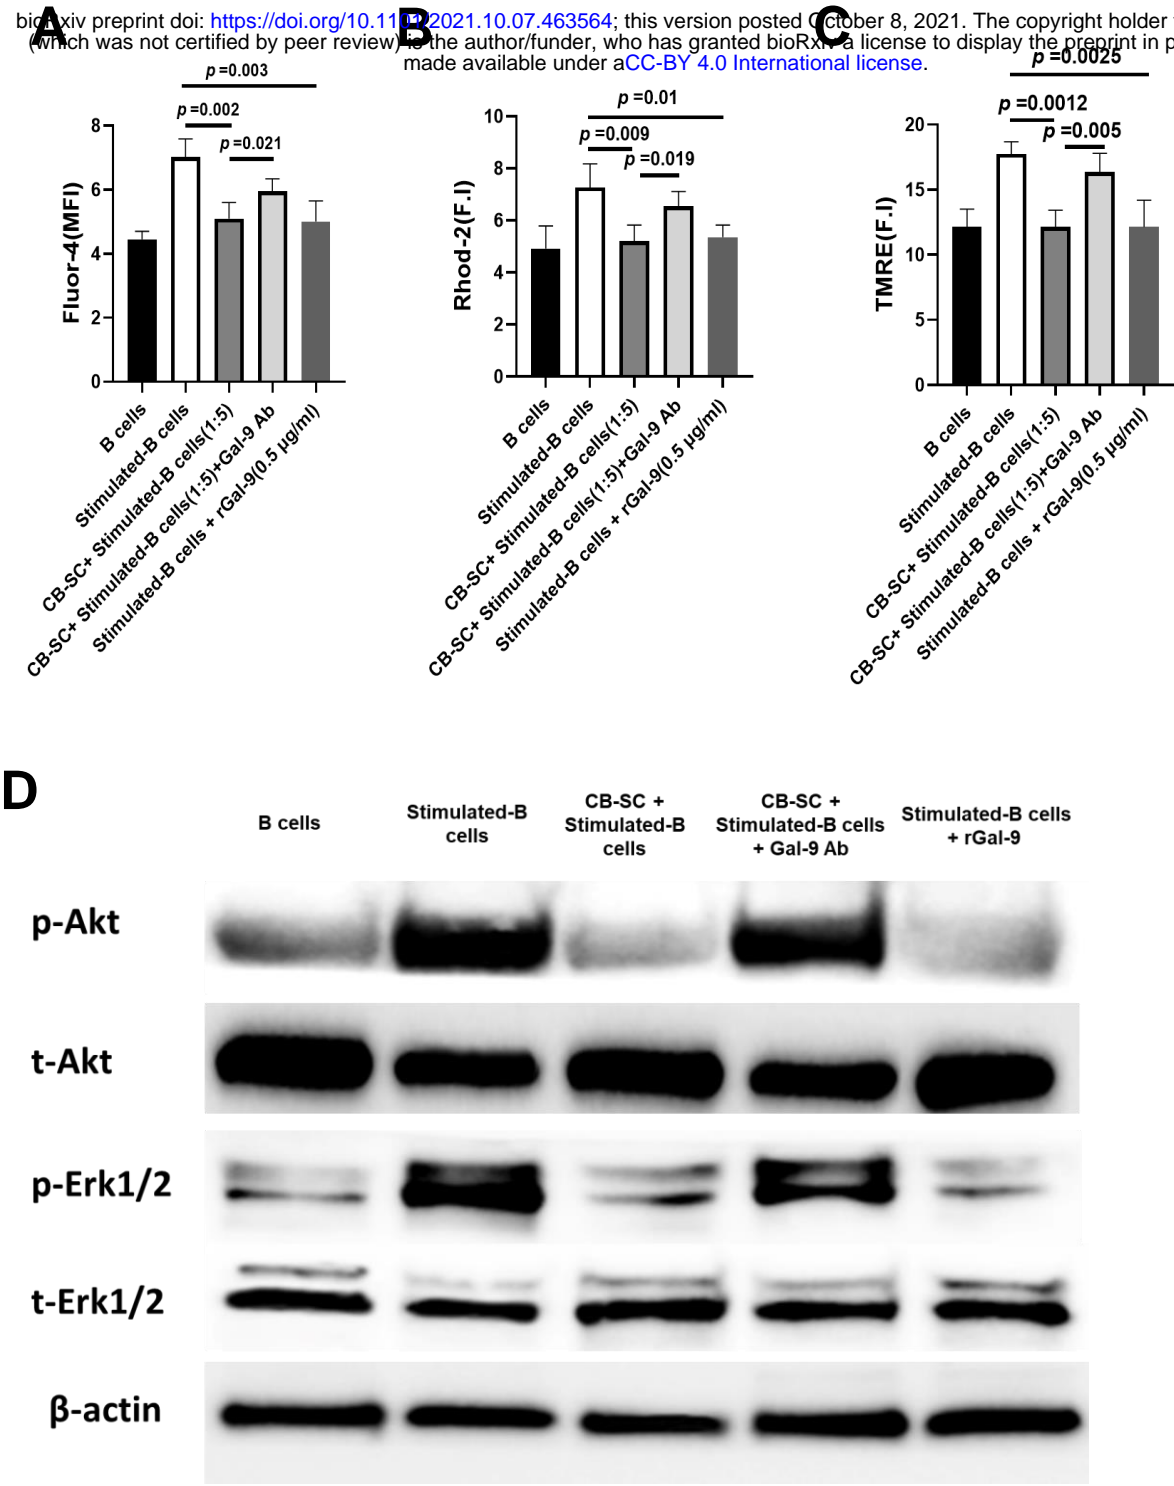 bioRxiv preprint doi: https://doi.org/10.1101/2021.10.07.463564; this version posted October 8, 2021. The copyright holder
(which was not certified by peer review) is the author/funder, who has granted bioRxiv a license to display the preprint in p
made available under aCC-BY 4.0 International license.
A
p =0.003
p =0.002
p =0.021
Fluor-4(MFI)
8
6
4
2
0
B cells
Stimulated-B cells
CB-SC+ Stimulated-B cells(1:5)
CB-SC+ Stimulated-B cells(1:5)+Gal-9 Ab
Stimulated-B cells + rGal-9(0.5 μg/ml)
B
p =0.01
p =0.009
p =0.019
Rhod-2(F.I)
10
8
6
4
2
0
B cells
Stimulated-B cells
CB-SC+ Stimulated-B cells(1:5)
CB-SC+ Stimulated-B cells(1:5)+Gal-9 Ab
Stimulated-B cells + rGal-9(0.5 μg/ml)
C
p =0.0025
p =0.0012
p =0.005
TMRE(F.I)
20
15
10
5
0
B cells
Stimulated-B cells
CB-SC+ Stimulated-B cells(1:5)
CB-SC+ Stimulated-B cells(1:5)+Gal-9 Ab
Stimulated-B cells + rGal-9(0.5 μg/ml)
D
B cells
Stimulated-B
cells
CB-SC +
Stimulated-B
cells
CB-SC +
Stimulated-B cells
+ Gal-9 Ab
Stimulated-B cells
+ rGal-9
p-Akt
t-Akt
p-Erk1/2
t-Erk1/2
β-actin